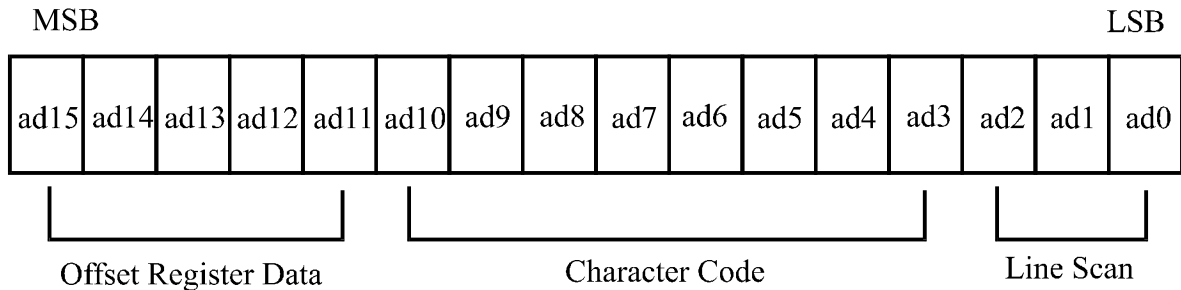 MSB LSB
ad15 ad14 ad13 ad12 ad11 ad10 ad9 ad8 ad7 ad6 ad5 ad4 ad3 ad2 ad1 ad0
Offset Register Data Character Code Line Scan